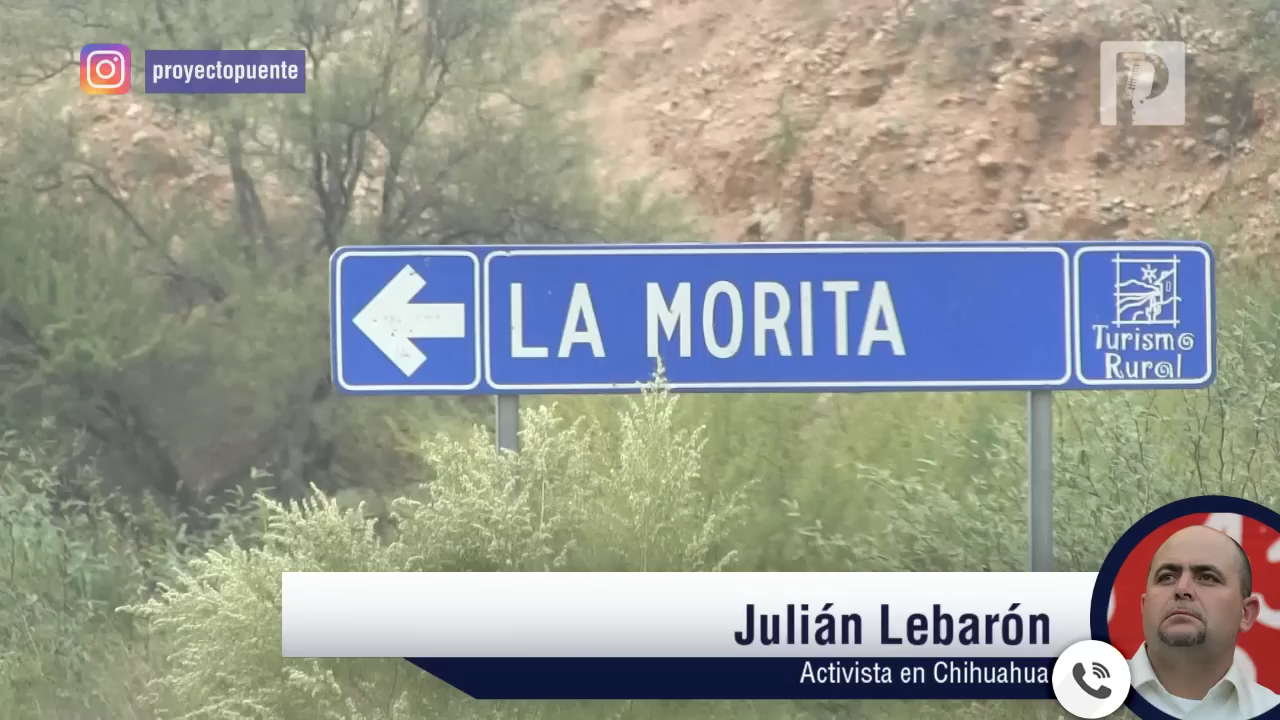 proyectopuente
LA MORITA
Turismo
Rural
Julián Lebarón
Activista en Chihuahua